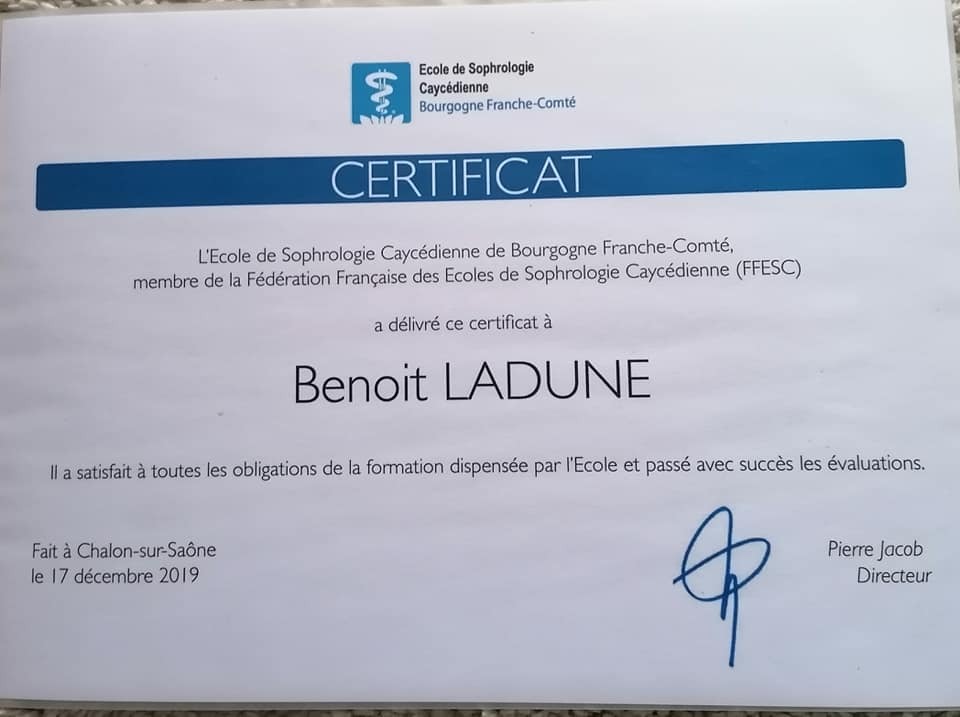 Ecole de Sophrologie
Caycédienne
Bourgogne Franche-Comté
CERTIFICAT
L'Ecole de Sophrologie Caycédienne de Bourgogne Franche-Comté,
membre de la Fédération Française des Ecoles de Sophrologie Caycédienne (FFESC)
a délivré ce certificat à
Benoit LADUNE
Il a satisfait à toutes les obligations de la formation dispensée par l'Ecole et passé avec succès les évaluations.
Fait à Chalon-sur-Saône
le 17 décembre 2019
Pierre Jacob
Directeur